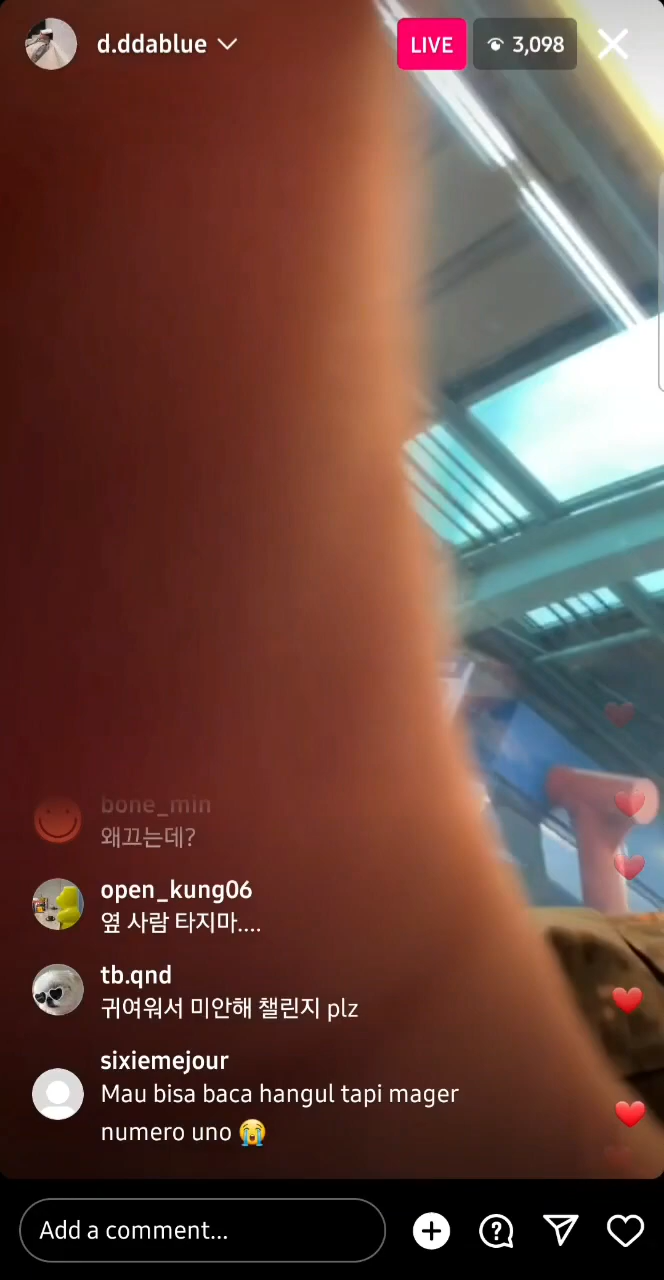 d.ddablue
LIVE
3,098
bone_min
왜끄는데?
open_kung06
옆 사람 타지마....
tb.qnd
귀여워서 미안해 챌린지 plz
sixiemejour
Mau bisa baca hangul tapi mager
numero uno 😭
Add a comment...